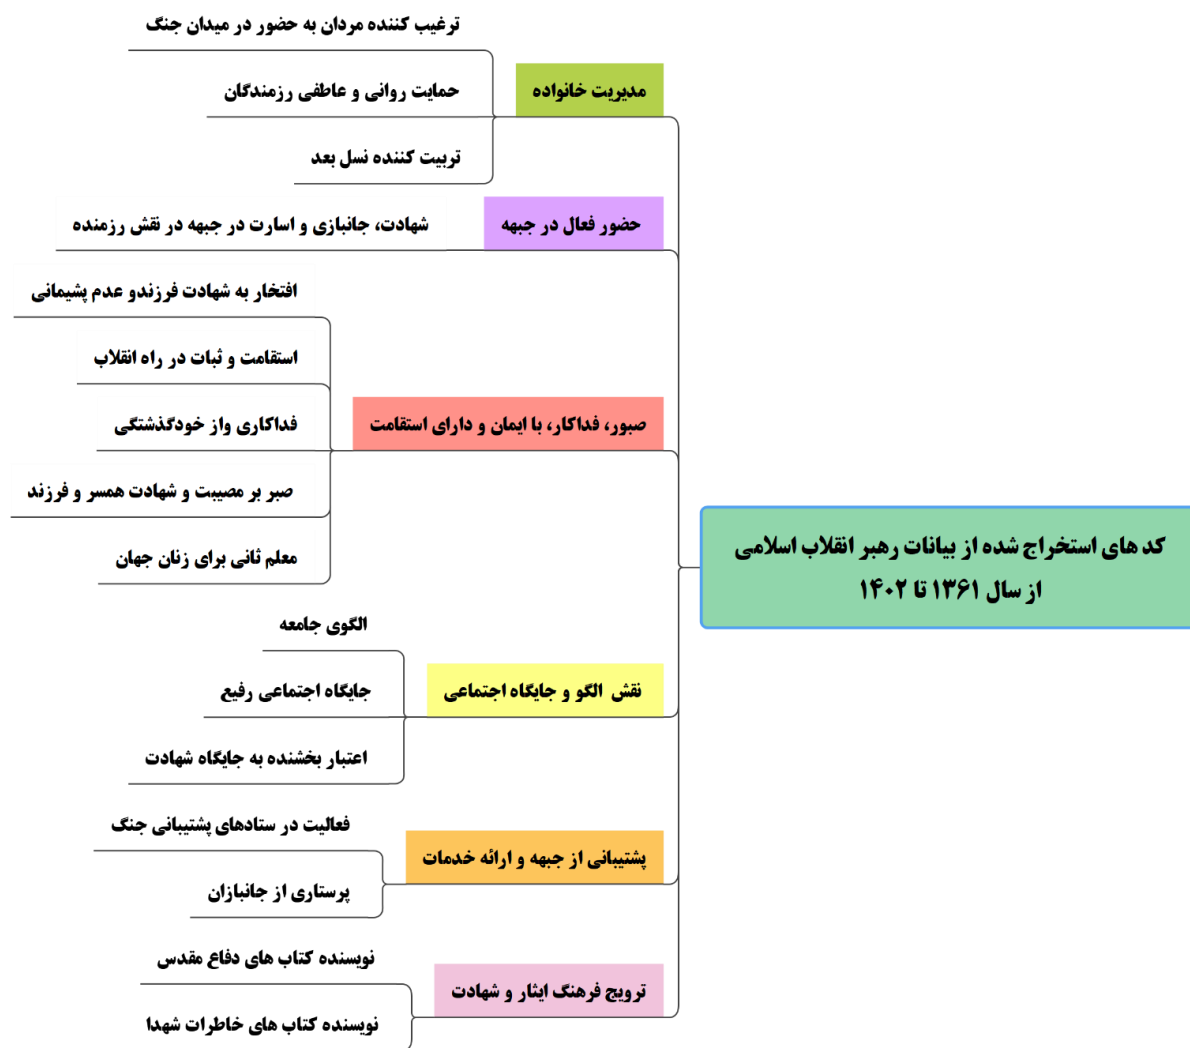 کد های استخراج شده از بیانات رهبر انقلاب اسلامی
از سال ۱۳۶۱ تا ۱۴۰۲
مدیریت خانواده
ترغیب کننده مردان به حضور در میدان جنگ
حمایت روانی و عاطفی رزمندگان
تربیت کننده نسل بعد
حضور فعال در جبهه
شهادت، جانبازی و اسارت در جبهه در نقش رزمنده
صبور، فداکار، با ایمان و دارای استقامت
افتخار به شهادت فرزندو عدم پشیمانی
استقامت و ثبات در راه انقلاب
فداکاری واز خودگذشتگی
صبر بر مصیبت و شهادت همسر و فرزند
معلم ثانی برای زنان جهان
نقش الگو و جایگاه اجتماعی
الگوی جامعه
جایگاه اجتماعی رفیع
اعتبار بخشنده به جایگاه شهادت
پشتیبانی از جبهه و ارائه خدمات
فعالیت در ستادهای پشتیبانی جنگ
پرستاری از جانبازان
ترویج فرهنگ ایثار و شهادت
نویسنده کتاب های دفاع مقدس
نویسنده کتاب های خاطرات شهدا